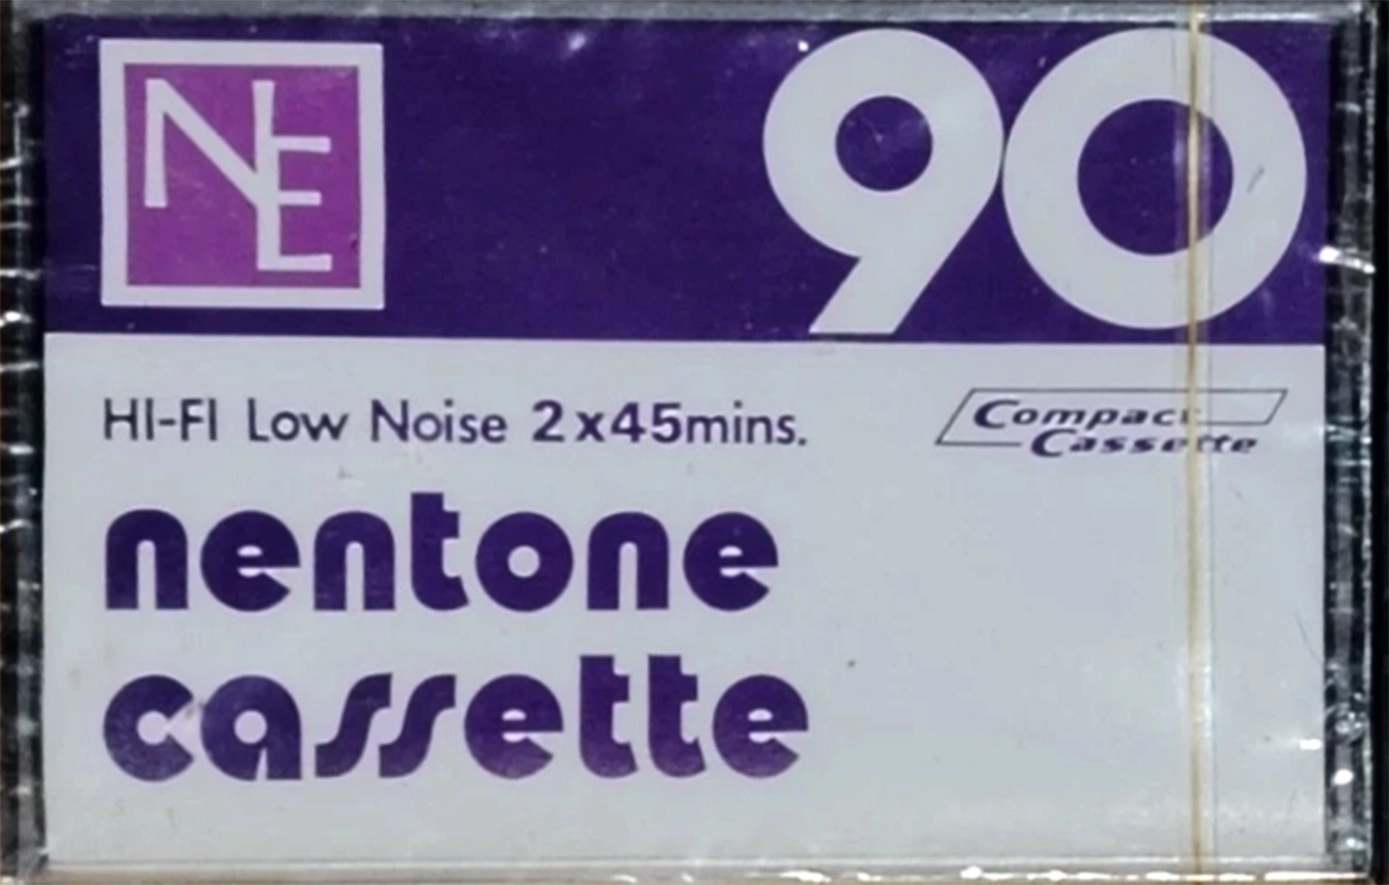 NE
90
HI-FI Low Noise 2x45mins.
Compact
Cassette
nentone
cassette